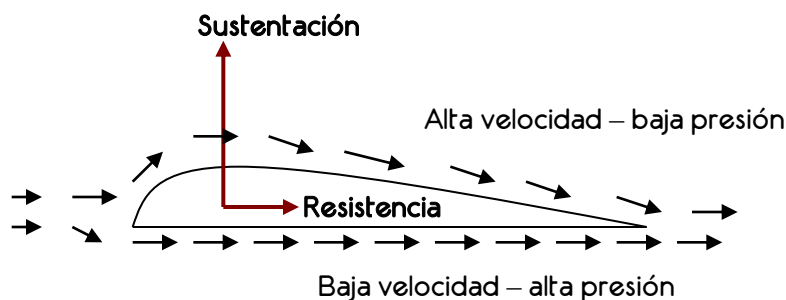 Sustentación
Alta velocidad – baja presión
Resistencia
Baja velocidad – alta presión